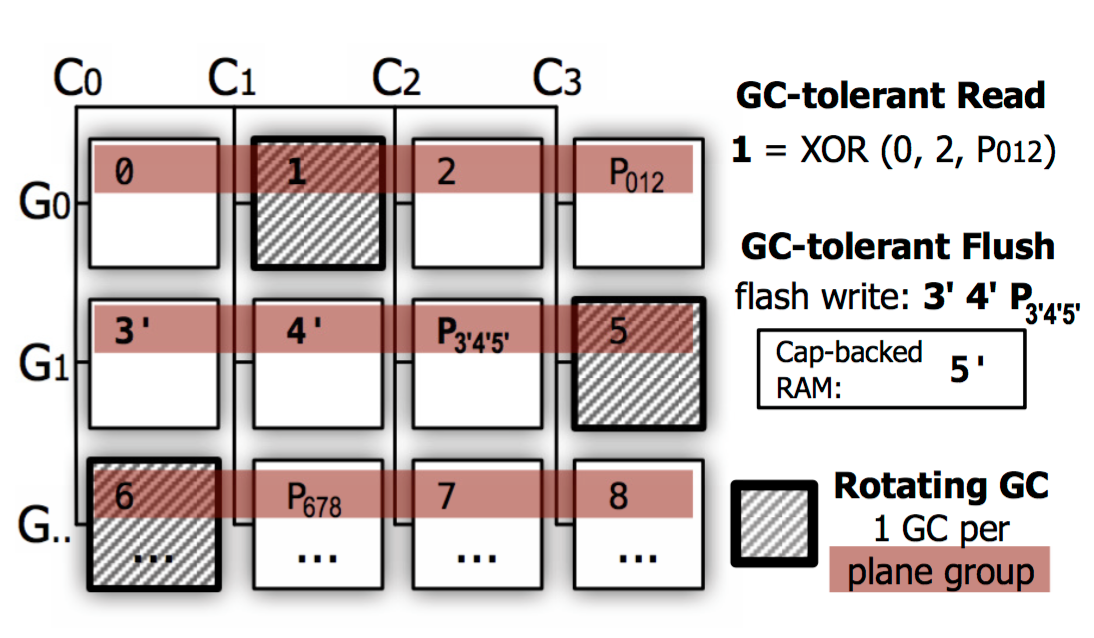 C0 C1 C2 C3
G0 0 1 2 P012
G1 3' 4' P3'4'5' 5
G.. 6 P678 7 8
... ... ... ...
GC-tolerant Read
1 = XOR (0, 2, P012)
GC-tolerant Flush
flash write: 3' 4' P3'4'5'
Cap-backed
RAM: 5'
Rotating GC
1 GC per
plane group